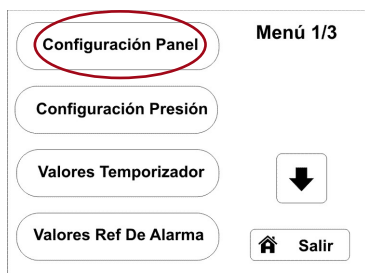 Configuración Panel
Menú 1/3
Configuración Presión
Valores Temporizador
Valores Ref De Alarma
Salir